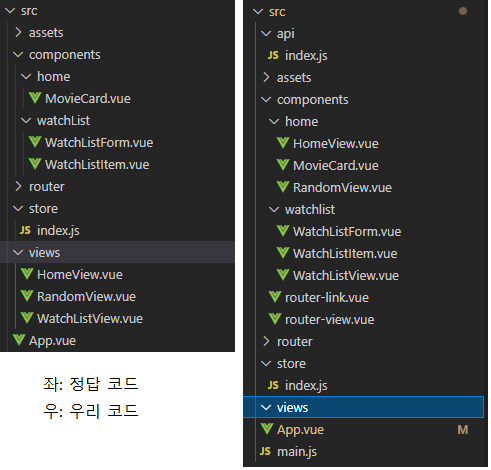 src
assets
components
home
MovieCard.vue
watchList
WatchListForm.vue
WatchListItem.vue
router
store
JS index.js
views
HomeView.vue
RandomView.vue
WatchListView.vue
App.vue
좌: 정답 코드
우: 우리 코드
src
api
JS index.js
assets
components
home
HomeView.vue
MovieCard.vue
RandomView.vue
watchlist
WatchListForm.vue
WatchListItem.vue
WatchListView.vue
router-link.vue
router-view.vue
router
store
JS index.js
views
App.vue M
JS main.js